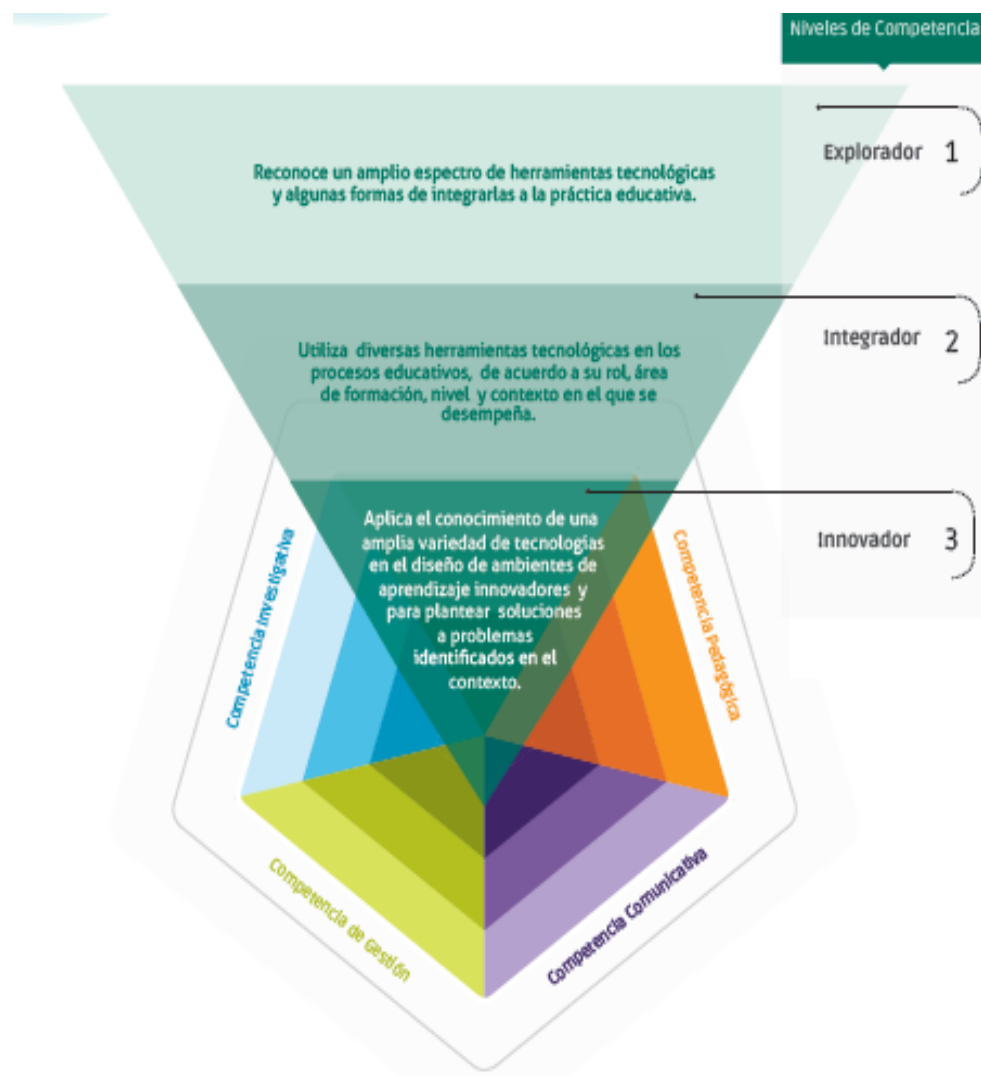 Niveles de Competencia
Reconoce un amplio espectro de herramientas tecnológicas
y algunas formas de integrarlas a la práctica educativa.
Explorador 1
Utiliza diversas herramientas tecnológicas en los
procesos educativos, de acuerdo a su rol, área
de formación, nivel y contexto en el que se
desempeña.
Integrador 2
Aplica el conocimiento de una
amplia variedad de tecnologías
en el diseño de ambientes de
aprendizaje innovadores y
para plantear soluciones
a problemas
identificados en el
contexto.
Innovador 3
Competencia Investigativa
Competencia Pedagógica
Competencia de Gestión
Competencia Comunicativa